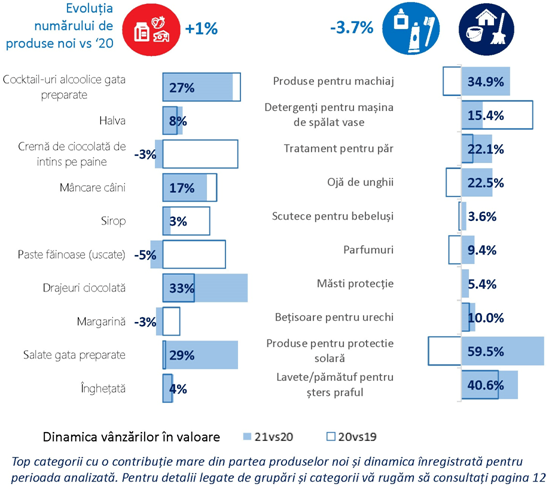 Evoluția
numărului de
produse noi vs '20
+1%
-3.7%
Cocktail-uri alcoolice gata
preparate
27%
Halva
8%
Cremă de ciocolată de
intins pe paine
-3%
Mâncare câini
17%
Sirop
3%
Paste făinoase (uscate)
-5%
Drajeuri ciocolată
33%
Margarină
-3%
Salate gata preparate
29%
Înghețată
4%
Produse pentru machiaj
34.9%
Detergenți pentru mașina
de spălat vase
15.4%
Tratament pentru păr
22.1%
Ojă de unghii
22.5%
Scutece pentru bebeluși
3.6%
Parfumuri
9.4%
Măsti protecție
5.4%
Bețisoare pentru urechi
10.0%
Produse pentru protectie
solară
59.5%
Lavete/pămătuf pentru
șters praful
40.6%
Dinamica vânzărilor în valoare
21vs20
20vs19
Top categorii cu o contribuție mare din partea produselor noi și dinamica înregistrată pentru
perioada analizată. Pentru detalii legate de grupări și categorii vă rugăm să consultați pagina 12